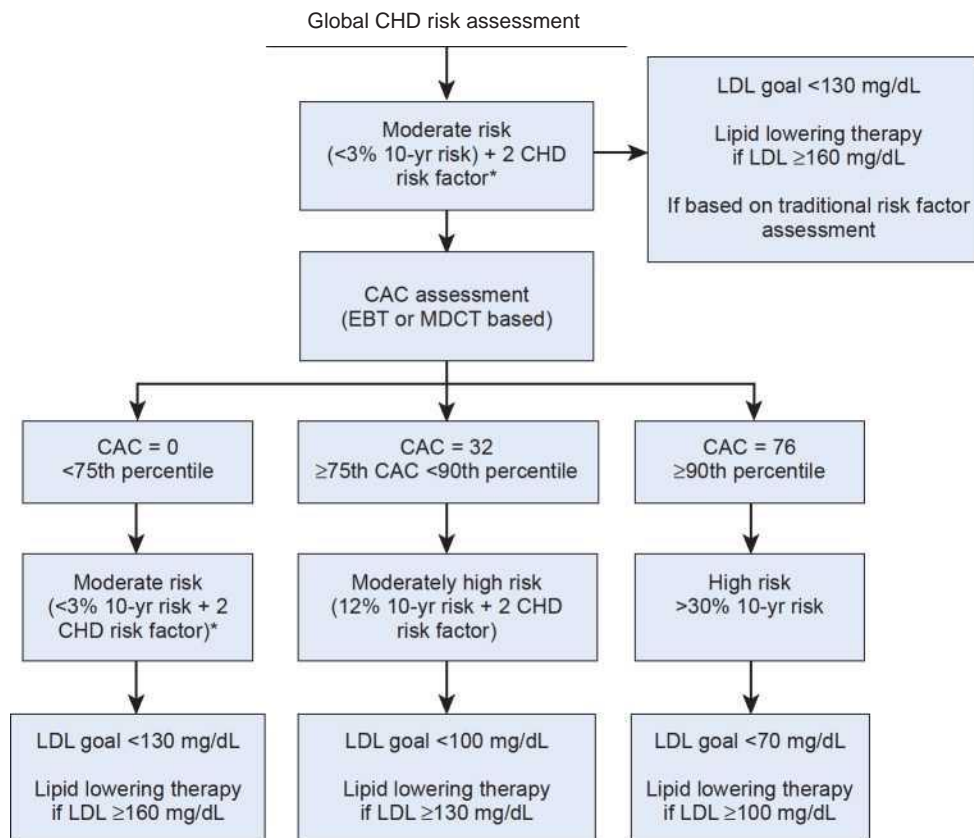 Global CHD risk assessment
Moderate risk
(<3% 10-yr risk) + 2 CHD
risk factor*
LDL goal <130 mg/dL
Lipid lowering therapy
if LDL ≥160 mg/dL
If based on traditional risk factor
assessment
CAC assessment
(EBT or MDCT based)
CAC = 0
<75th percentile
CAC = 32
≥75th CAC <90th percentile
CAC = 76
≥90th percentile
Moderate risk
(<3% 10-yr risk + 2
CHD risk factor)*
Moderately high risk
(12% 10-yr risk + 2 CHD
risk factor)
High risk
>30% 10-yr risk
LDL goal <130 mg/dL
Lipid lowering therapy
if LDL ≥160 mg/dL
LDL goal <100 mg/dL
Lipid lowering therapy
if LDL ≥130 mg/dL
LDL goal <70 mg/dL
Lipid lowering therapy
if LDL ≥100 mg/dL